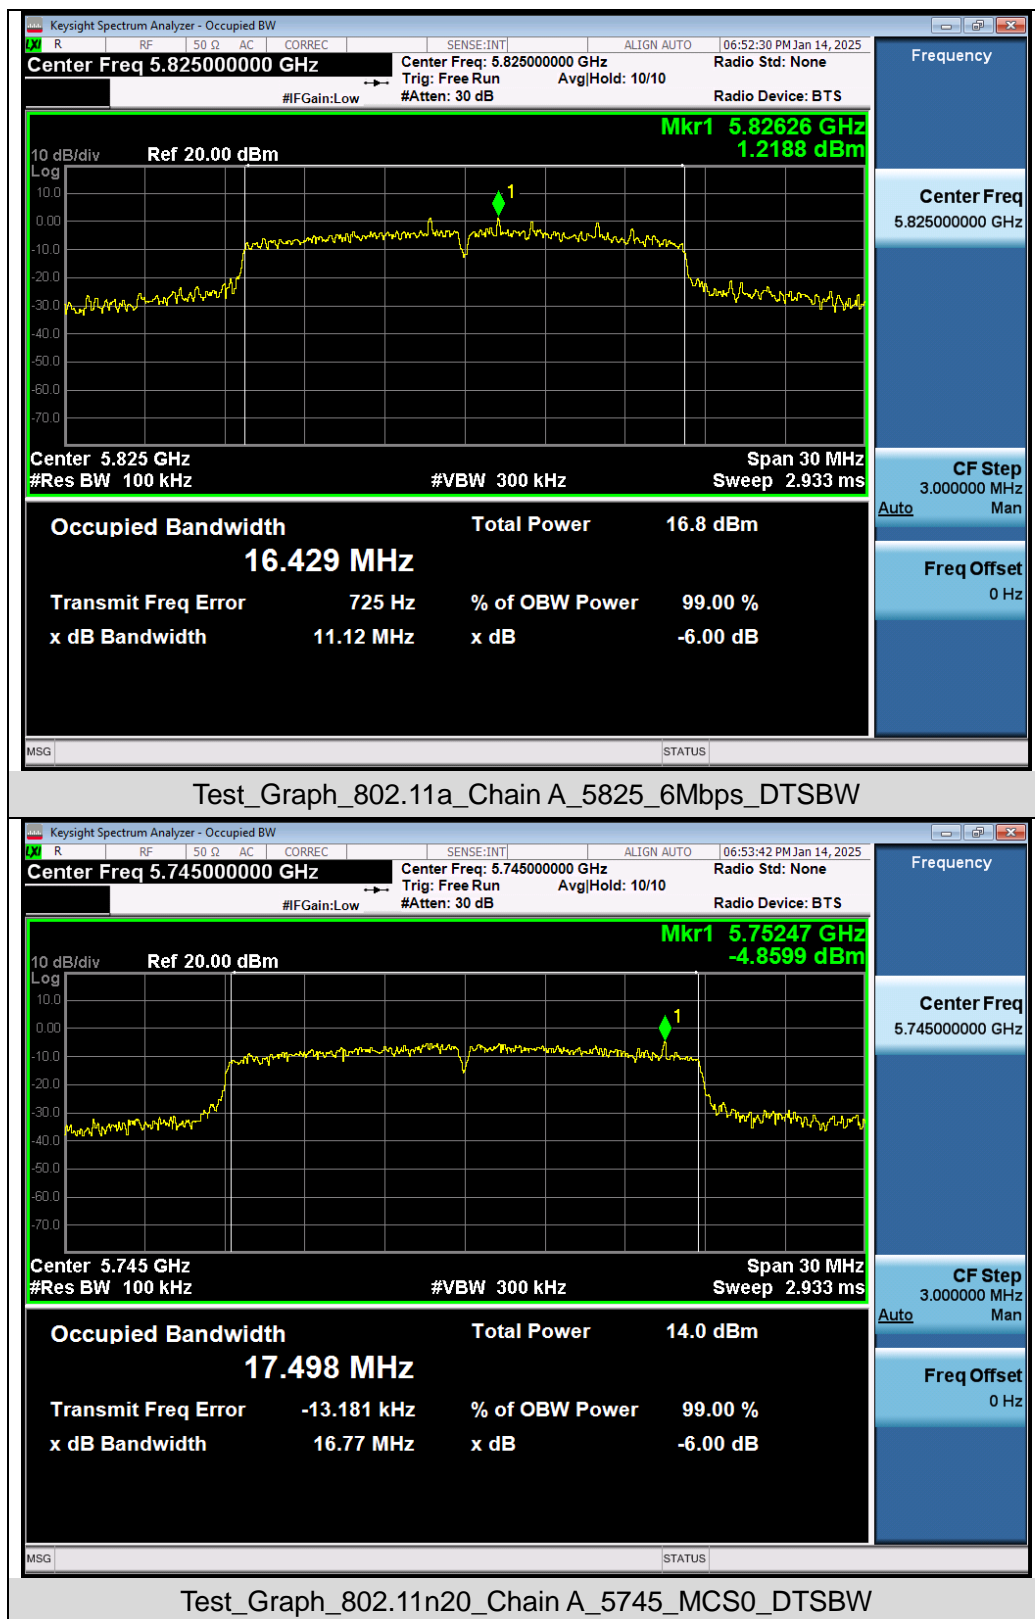 Keysight Spectrum Analyzer - Occupied BW
LXI R RF 50 Ω AC CORREC SENSE:INT ALIGN AUTO 06:52:30 PM Jan 14, 2025
Center Freq 5.825000000 GHz
Center Freq: 5.825000000 GHz Radio Std: None
Trig: Free Run Avg|Hold: 10/10
#IFGain:Low #Atten: 30 dB Radio Device: BTS
Frequency
Mkr1 5.82626 GHz
1.2188 dBm
10 dB/div Ref 20.00 dBm
Log
10.0
0.00
-10.0
-20.0
-30.0
-40.0
-50.0
-60.0
-70.0
1
Center 5.825 GHz Span 30 MHz
#Res BW 100 kHz #VBW 300 kHz Sweep 2.933 ms
Center Freq
5.825000000 GHz
CF Step
3.000000 MHz
Auto Man
Freq Offset
0 Hz
Occupied Bandwidth Total Power 16.8 dBm
16.429 MHz
Transmit Freq Error 725 Hz % of OBW Power 99.00 %
x dB Bandwidth 11.12 MHz x dB -6.00 dB
MSG STATUS
Test_Graph_802.11a_Chain A_5825_6Mbps_DTSBW
Keysight Spectrum Analyzer - Occupied BW
LXI R RF 50 Ω AC CORREC SENSE:INT ALIGN AUTO 06:53:42 PM Jan 14, 2025
Center Freq 5.745000000 GHz
Center Freq: 5.745000000 GHz Radio Std: None
Trig: Free Run Avg|Hold: 10/10
#IFGain:Low #Atten: 30 dB Radio Device: BTS
Frequency
Mkr1 5.75247 GHz
-4.8599 dBm
10 dB/div Ref 20.00 dBm
Log
10.0
0.00
-10.0
-20.0
-30.0
-40.0
-50.0
-60.0
-70.0
1
Center 5.745 GHz Span 30 MHz
#Res BW 100 kHz #VBW 300 kHz Sweep 2.933 ms
Center Freq
5.745000000 GHz
CF Step
3.000000 MHz
Auto Man
Freq Offset
0 Hz
Occupied Bandwidth Total Power 14.0 dBm
17.498 MHz
Transmit Freq Error -13.181 kHz % of OBW Power 99.00 %
x dB Bandwidth 16.77 MHz x dB -6.00 dB
MSG STATUS
Test_Graph_802.11n20_Chain A_5745_MCS0_DTSBW